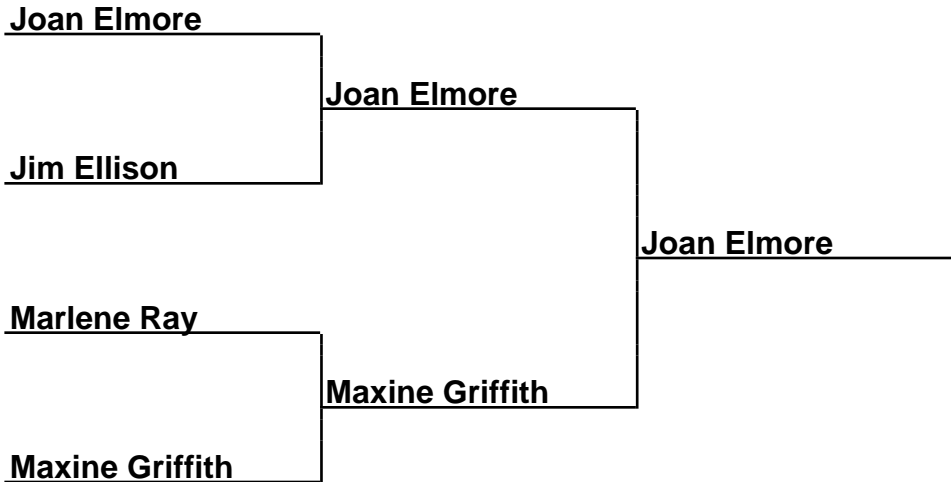 Joan Elmore
Joan Elmore
Jim Ellison
Joan Elmore
Marlene Ray
Maxine Griffith
Maxine Griffith